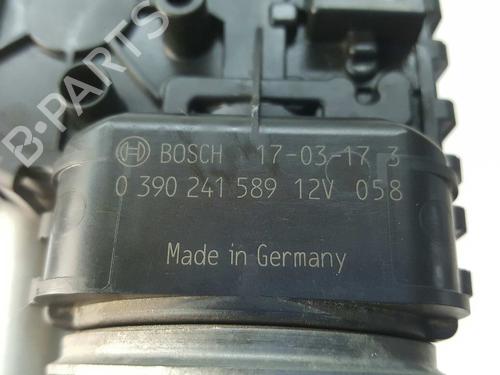 B-PARTS
BOSCH 17-03-17 3
0 390 241 589 12V 058
Made in Germany